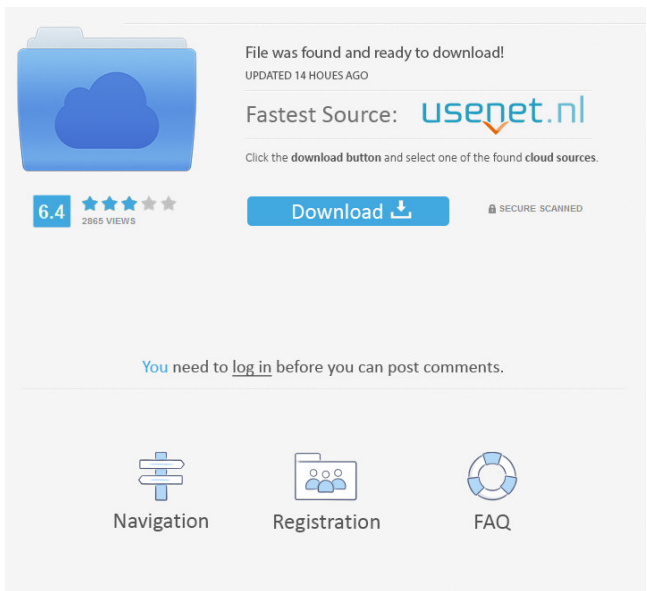 File was found and ready to download!
UPDATED 14 HOUES AGO
Fastest Source: usenet.nl
Click the download button and select one of the found cloud sources.
6.4
2865 VIEWS
Download
SECURE SCANNED
You need to log in before you can post comments.
Navigation
Registration
FAQ